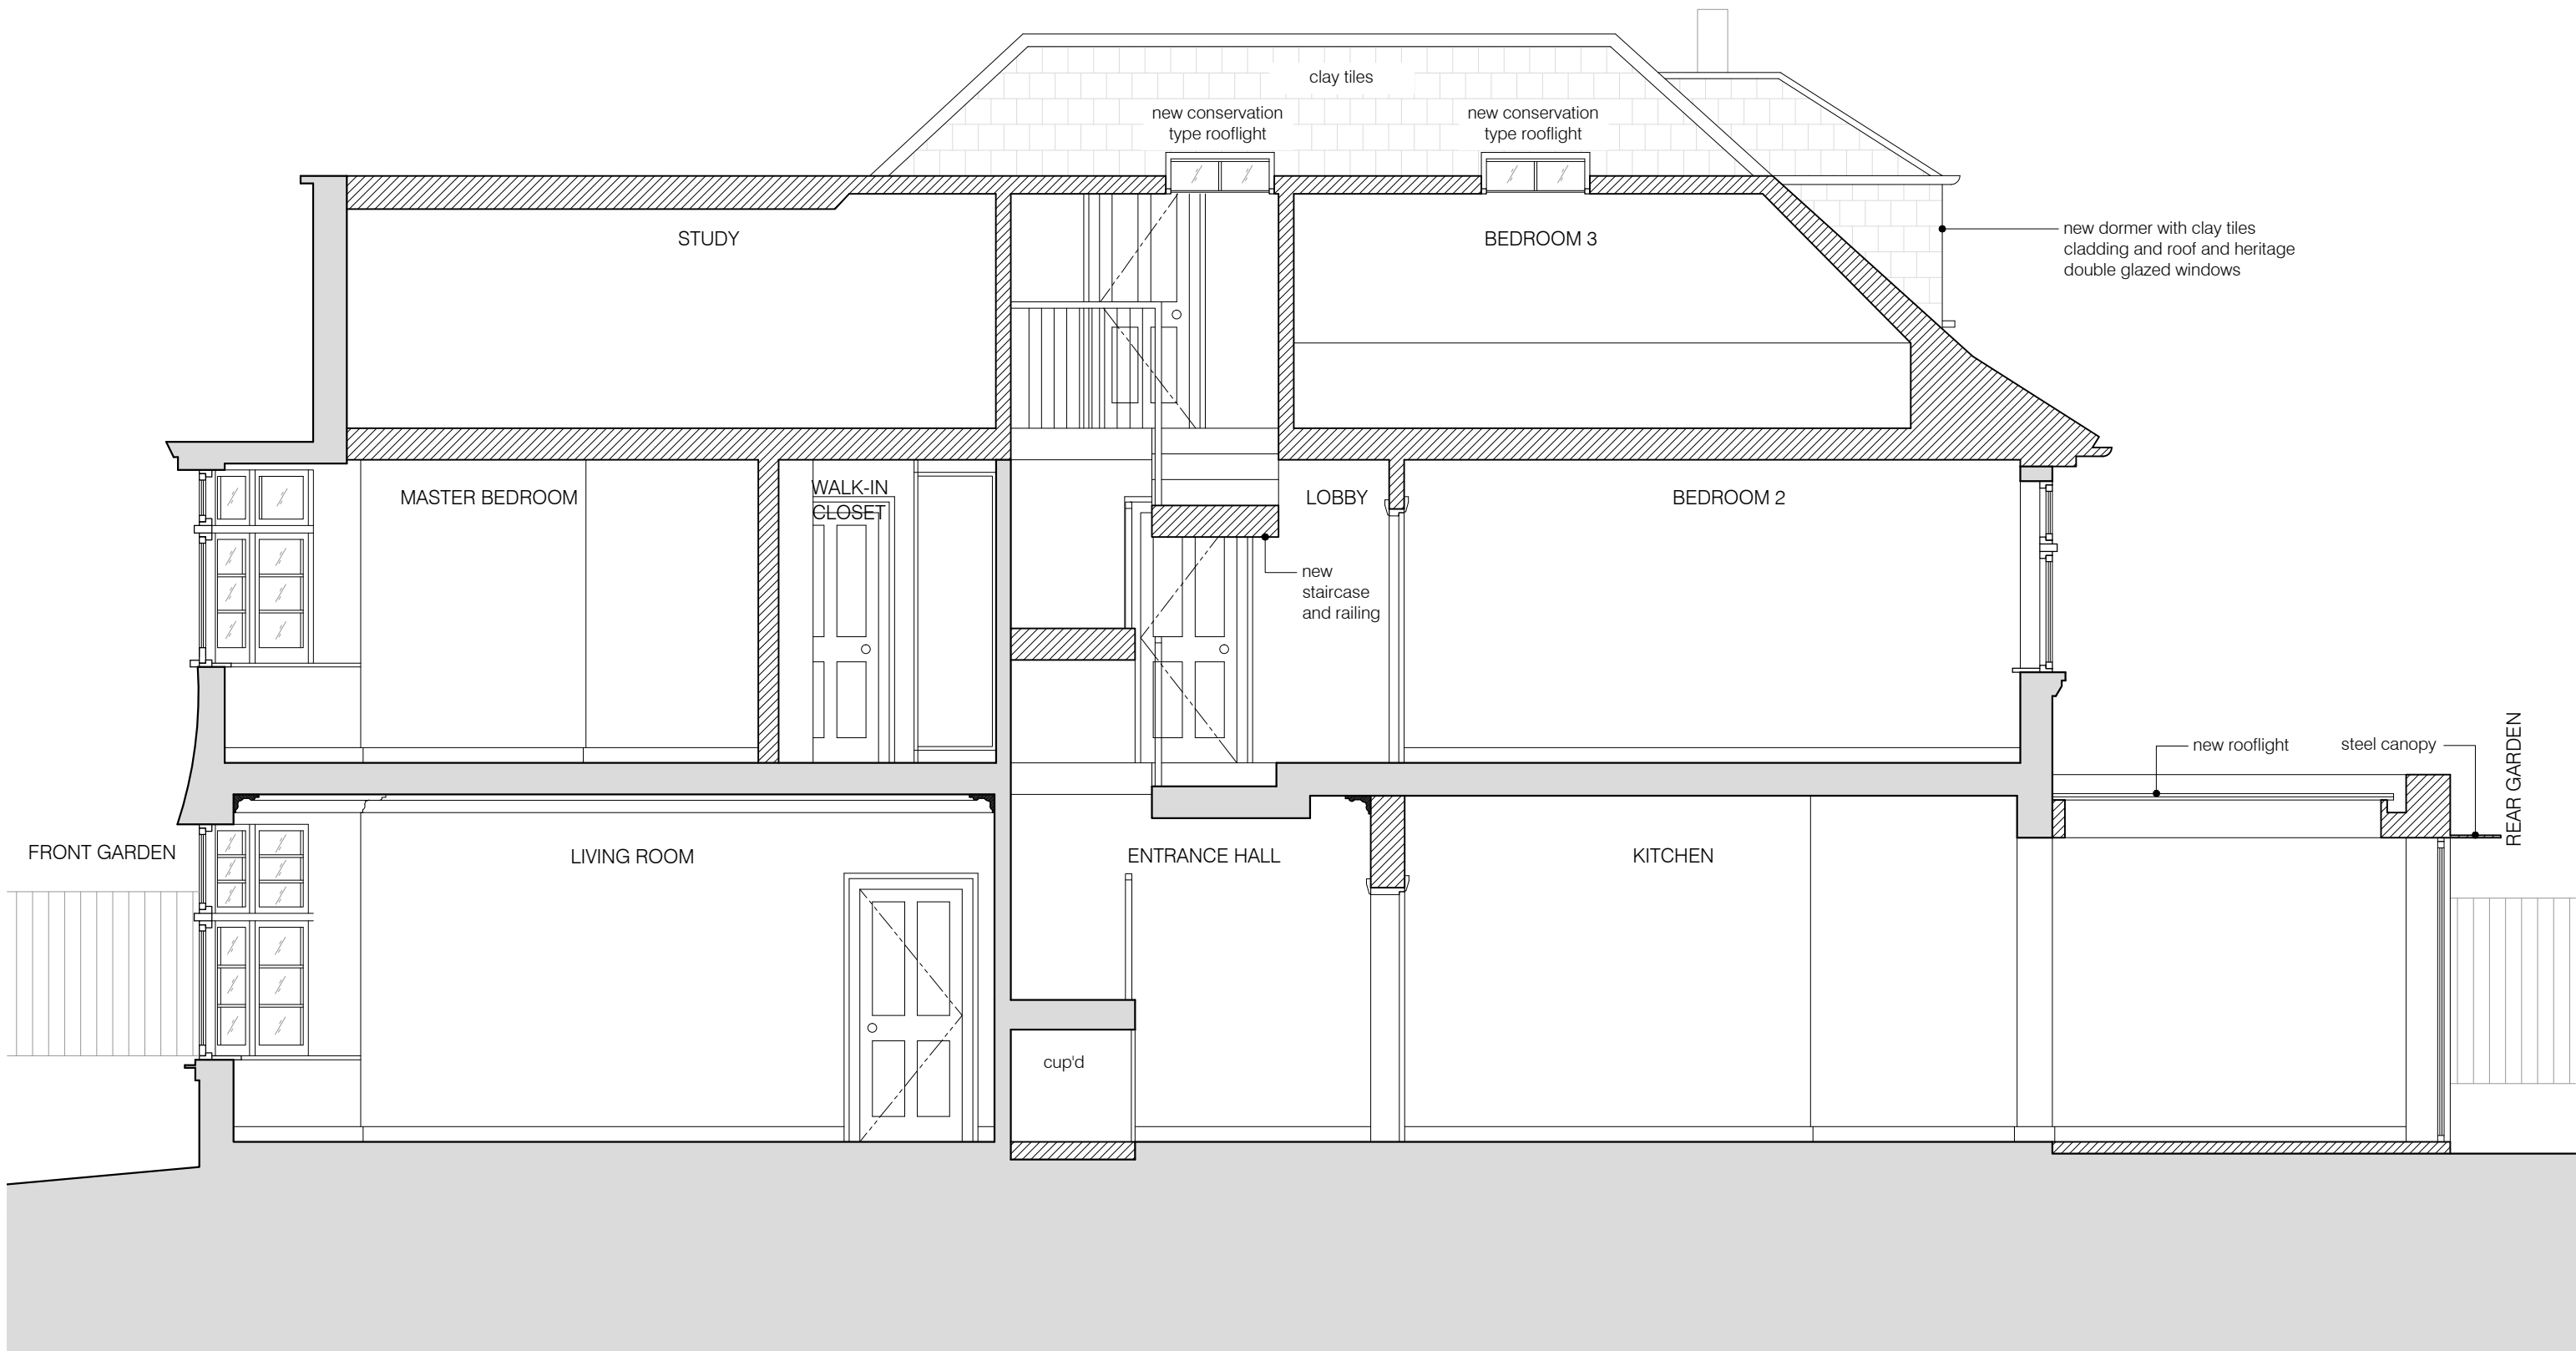 clay tiles
new conservation
type rooflight
new conservation
type rooflight
STUDY
BEDROOM 3
new dormer with clay tiles
cladding and roof and heritage
double glazed windows
MASTER BEDROOM
WALK-IN
CLOSET
LOBBY
BEDROOM 2
new
staircase
and railing
new rooflight
steel canopy
REAR GARDEN
FRONT GARDEN
LIVING ROOM
ENTRANCE HALL
KITCHEN
cup'd